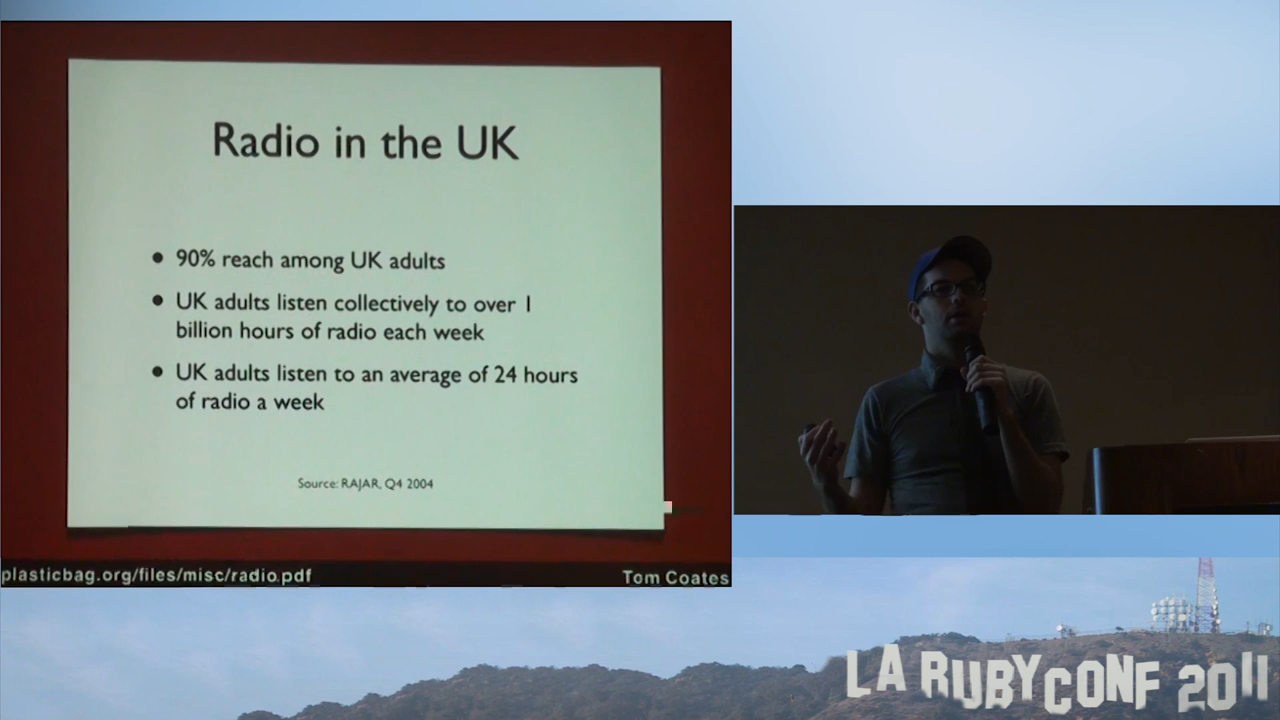 Radio in the UK
• 90% reach among UK adults
• UK adults listen collectively to over 1
billion hours of radio each week
• UK adults listen to an average of 24 hours
of radio a week
Source: RAJAR, Q4 2004
plasticbag.org/files/misc/radio.pdf
Tom Coates
LA RUBYCONF 2011